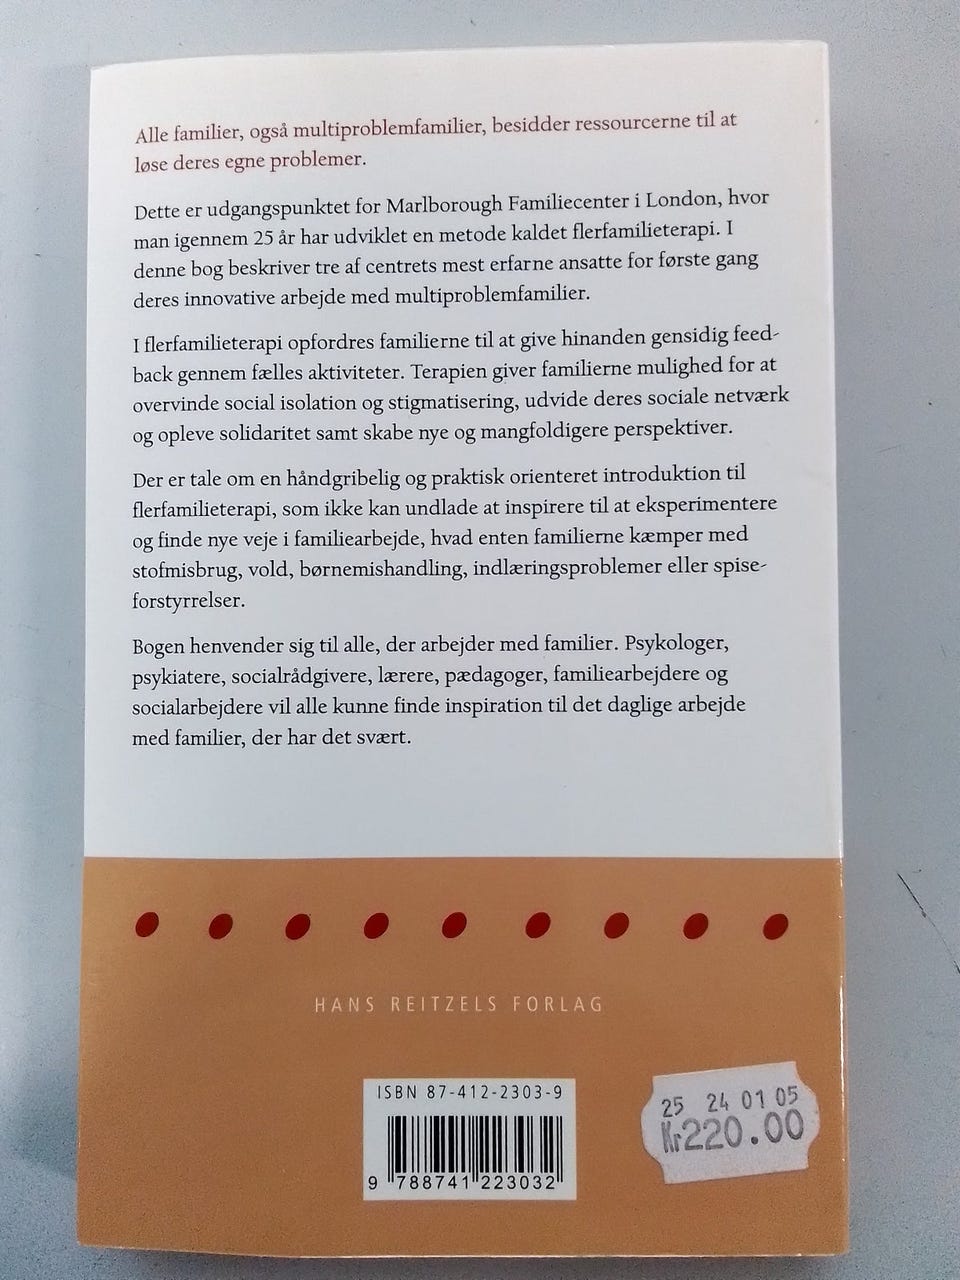 Alle familier, også multiproblemfamilier, besidder ressourcerne til at
løse deres egne problemer.
Dette er udgangspunktet for Marlborough Familiecenter i London, hvor
man igennem 25 år har udviklet en metode kaldet flerfamilieterapi. I
denne bog beskriver tre af centrets mest erfarne ansatte for første gang
deres innovative arbejde med multiproblemfamilier.
I flerfamilieterapi opfordres familierne til at give hinanden gensidig feed-
back gennem fælles aktiviteter. Terapien giver familierne mulighed for at
overvinde social isolation og stigmatisering, udvide deres sociale netværk
og opleve solidaritet samt skabe nye og mangfoldigere perspektiver.
Der er tale om en håndgribelig og praktisk orienteret introduktion til
flerfamilieterapi, som ikke kan undlade at inspirere til at eksperimentere
og finde nye veje i familiearbejde, hvad enten familierne kæmper med
stofmisbrug, vold, børnemishandling, indlæringsproblemer eller spise-
forstyrrelser.
Bogen henvender sig til alle, der arbejder med familier. Psykologer,
psykiatere, socialrådgivere, lærere, pædagoger, familiearbejdere og
socialarbejdere vil alle kunne finde inspiration til det daglige arbejde
med familier, der har det svært.
HANS REITZELS FORLAG
ISBN 87-412-2303-9
9 788741 223032
25 24 01 05
Kr220.00